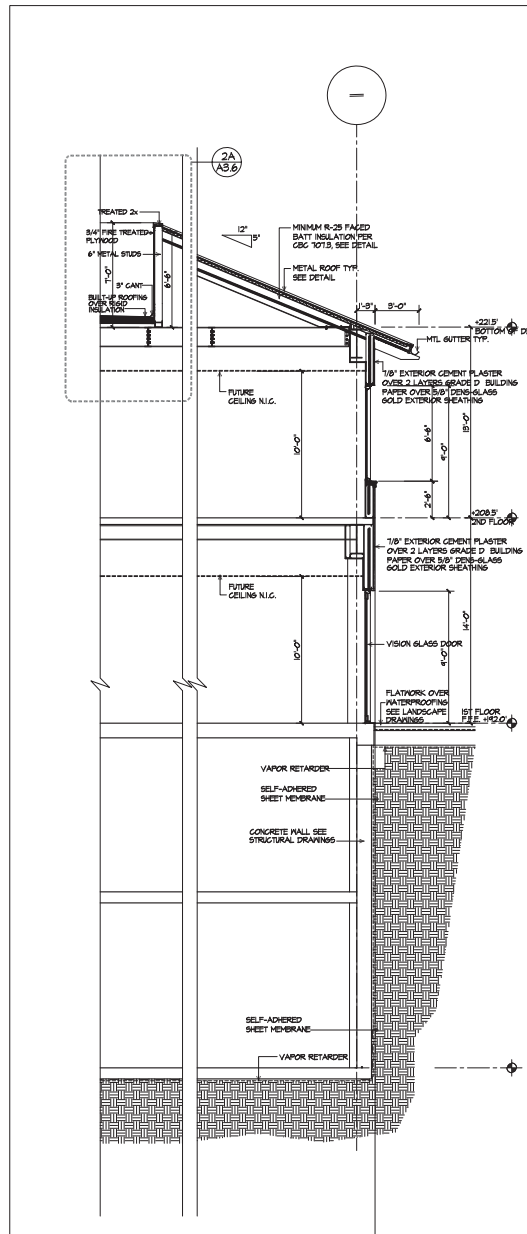 2A
A3.6
TREATED 2x
3/4" FIRE TREATED
PLYWOOD
6" METAL STUDS
7'-0"
6'-6"
3" CANT
BUILT-UP ROOFING
OVER RIGID
INSULATION
12"
5"
MINIMUM R-25 FACED
BATT INSULATION PER
CBC 707.3, SEE DETAIL
METAL ROOF TYP.
SEE DETAIL
1'-3"
3'-0"
+221.5'
BOTTOM OF
MTL GUTTER TYP.
7/8" EXTERIOR CEMENT PLASTER
OVER 2 LAYERS GRADE D BUILDING
PAPER OVER 5/8" DENS-GLASS
GOLD EXTERIOR SHEATHING
FUTURE
CEILING N.I.C.
10'-0"
6'-6"
9'-0"
13'-0"
2'-6"
+208.5'
2ND FLOOR
7/8" EXTERIOR CEMENT PLASTER
OVER 2 LAYERS GRADE D BUILDING
PAPER OVER 5/8" DENS-GLASS
GOLD EXTERIOR SHEATHING
FUTURE
CEILING N.I.C.
10'-0"
9'-0"
14'-0"
VISION GLASS DOOR
FLATWORK OVER
WATERPROOFING
SEE LANDSCAPE
DRAWINGS
1ST FLOOR
F.F.E. +192.0'
VAPOR RETARDER
SELF-ADHERED
SHEET MEMBRANE
CONCRETE WALL SEE
STRUCTURAL DRAWINGS
SELF-ADHERED
SHEET MEMBRANE
VAPOR RETARDER